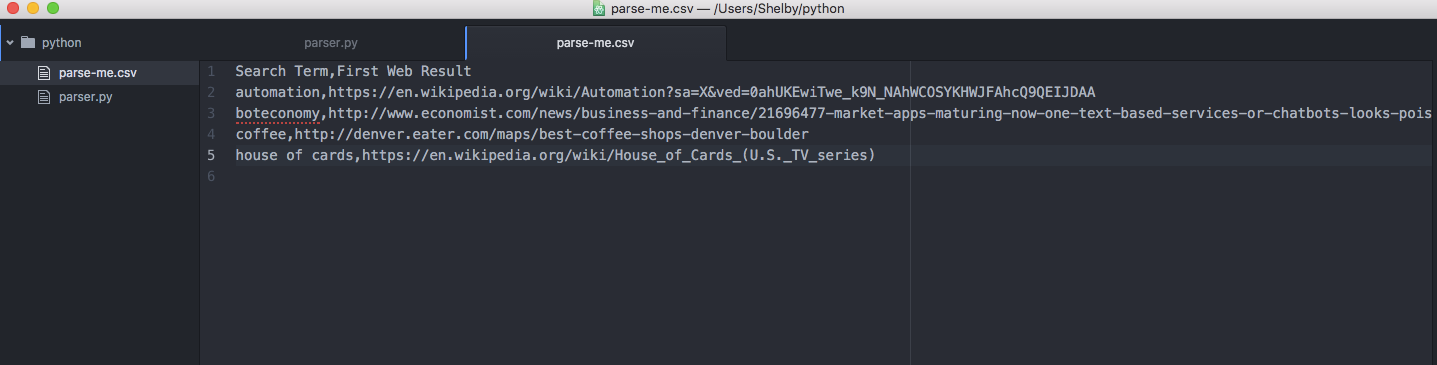 parse-me.csv — /Users/Shelby/python
python
parser.py
parse-me.csv
parse-me.csv
parser.py
1 Search Term,First Web Result
2 automation,https://en.wikipedia.org/wiki/Automation?sa=X&ved=0ahUKEwiTwe_k9N_NAhWCOSYKHWJFAhcQ9QEIJDAA
3 boteconomy,http://www.economist.com/news/business-and-finance/21696477-market-apps-maturing-now-one-text-based-services-or-chatbots-looks-pois
4 coffee,http://denver.eater.com/maps/best-coffee-shops-denver-boulder
5 house of cards,https://en.wikipedia.org/wiki/House_of_Cards_(U.S._TV_series)
6